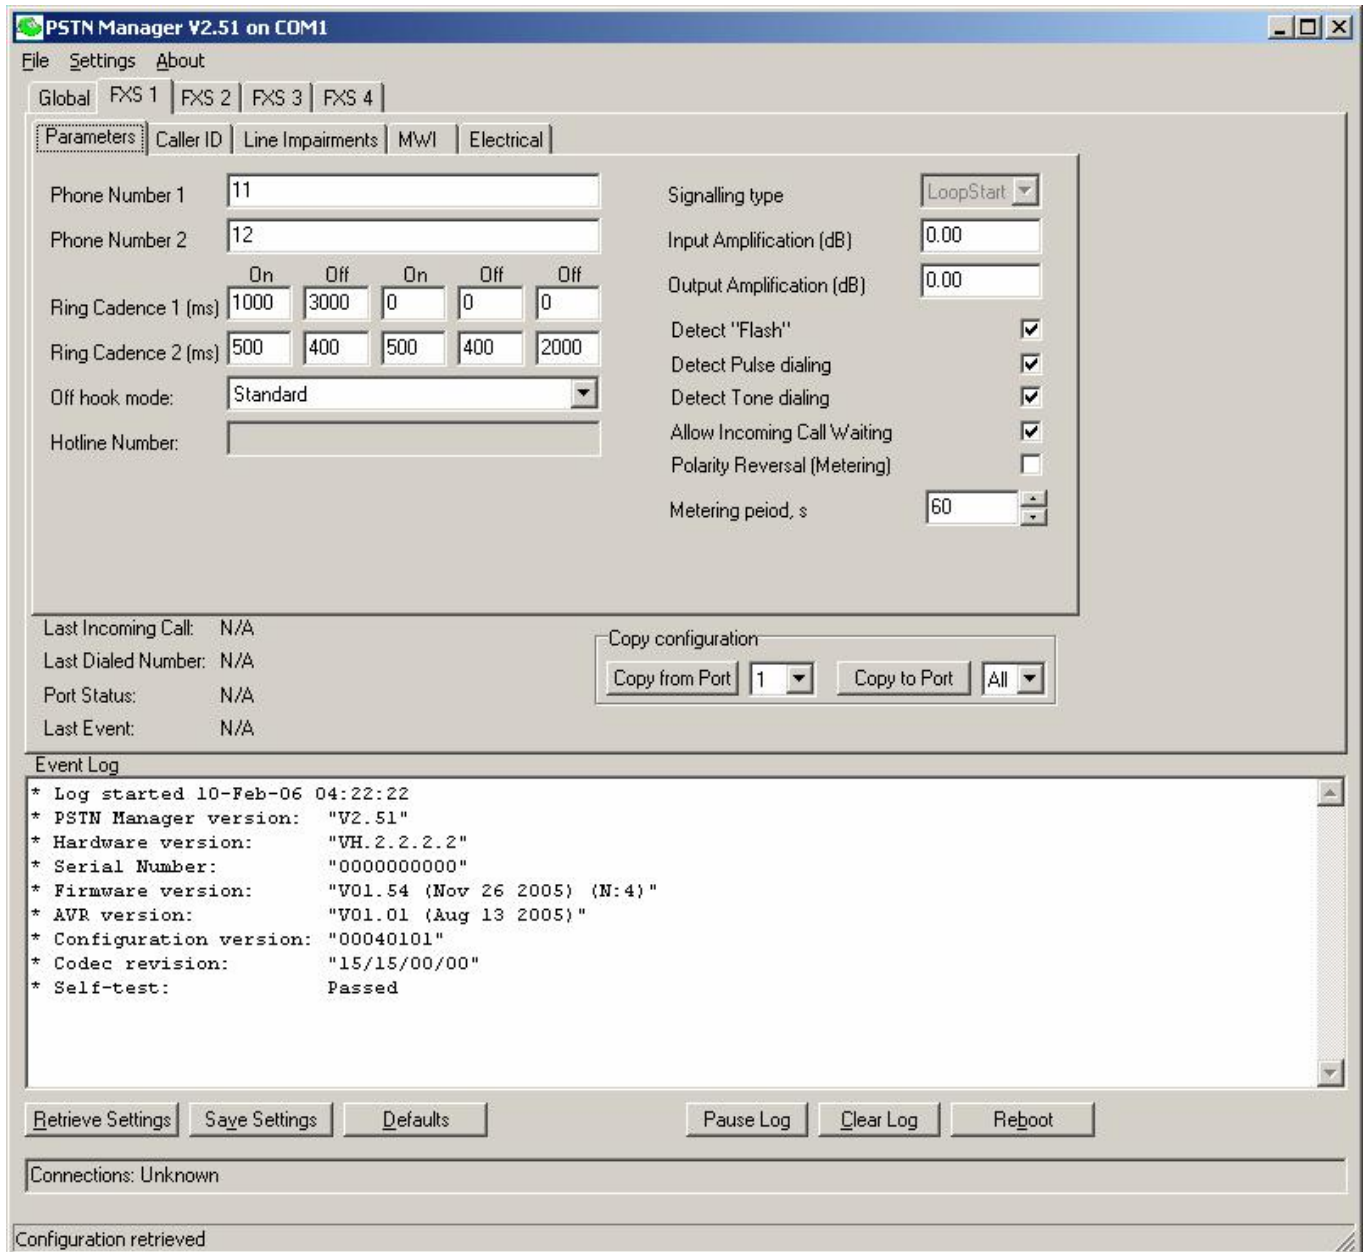 PSTN Manager V2.51 on COM1
File Settings About
Global FXS 1 FXS 2 FXS 3 FXS 4
Parameters Caller ID Line Impairments MWI Electrical
Phone Number 1 11
Phone Number 2 12
On Off On Off Off
Ring Cadence 1 (ms) 1000 3000 0 0 0
Ring Cadence 2 (ms) 500 400 500 400 2000
Off hook mode: Standard
Hotline Number:
Signalling type LoopStart
Input Amplification (dB) 0.00
Output Amplification (dB) 0.00
Detect "Flash"
Detect Pulse dialing
Detect Tone dialing
Allow Incoming Call Waiting
Polarity Reversal (Metering)
Metering peiod, s 60
Last Incoming Call: N/A
Last Dialed Number: N/A
Port Status: N/A
Last Event: N/A
Copy configuration
Copy from Port 1 Copy to Port All
Event Log
* Log started 10-Feb-06 04:22:22
* PSTN Manager version: "V2.51"
* Hardware version: "VH.2.2.2.2"
* Serial Number: "0000000000"
* Firmware version: "V01.54 (Nov 26 2005) (N:4)"
* AVR version: "V01.01 (Aug 13 2005)"
* Configuration version: "00040101"
* Codec revision: "15/15/00/00"
* Self-test: Passed
Retrieve Settings Save Settings Defaults Pause Log Clear Log Reboot
Connections: Unknown
Configuration retrieved